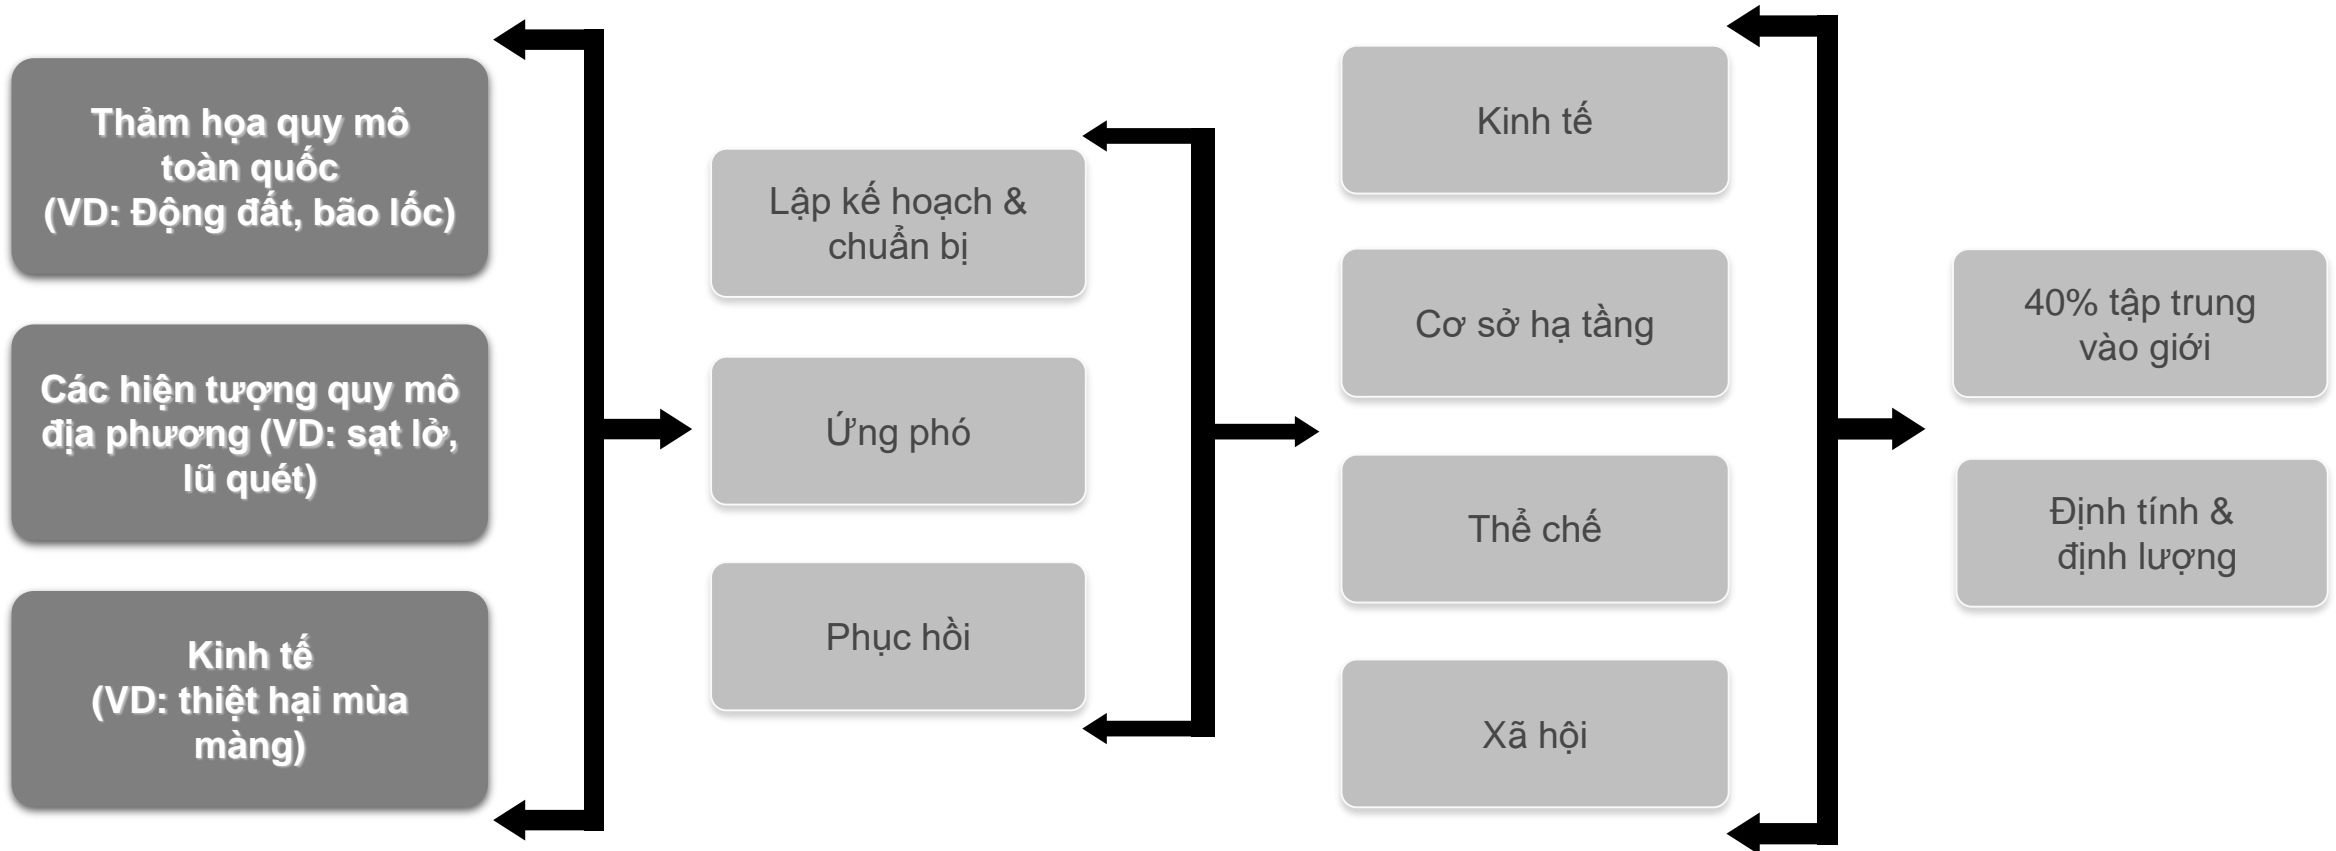 Thảm họa quy mô
toàn quốc
(VD: Động đất, bão lốc)
Các hiện tượng quy mô
địa phương (VD: sạt lở,
lũ quét)
Kinh tế
(VD: thiệt hại mùa
màng)
Lập kế hoạch &
chuẩn bị
Ứng phó
Phục hồi
Kinh tế
Cơ sở hạ tầng
Thể chế
Xã hội
40% tập trung
vào giới
Định tính &
định lượng